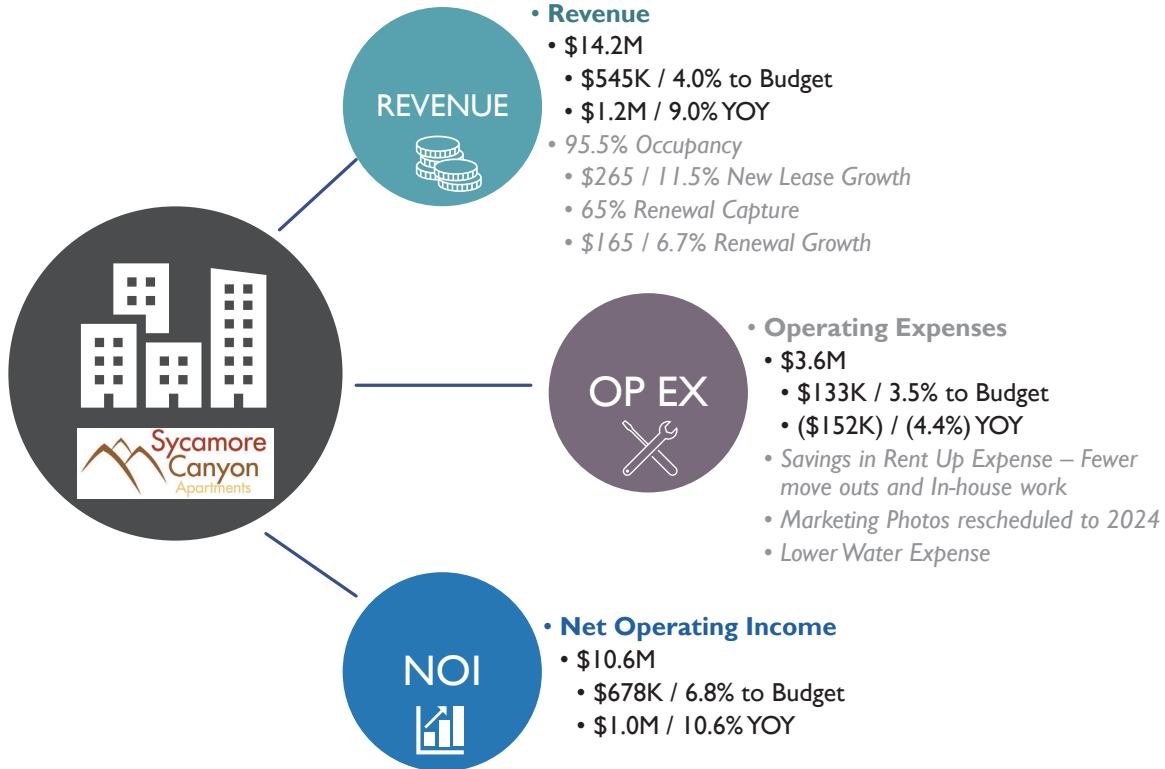 REVENUE
• Revenue
• $14.2M
• $545K / 4.0% to Budget
• $1.2M / 9.0% YOY
• 95.5% Occupancy
• $265 / 11.5% New Lease Growth
• 65% Renewal Capture
• $165 / 6.7% Renewal Growth
Sycamore
Canyon
Apartments
OP EX
• Operating Expenses
• $3.6M
• $133K / 3.5% to Budget
• ($152K) / (4.4%) YOY
• Savings in Rent Up Expense – Fewer
move outs and In-house work
• Marketing Photos rescheduled to 2024
• Lower Water Expense
NOI
• Net Operating Income
• $10.6M
• $678K / 6.8% to Budget
• $1.0M / 10.6% YOY